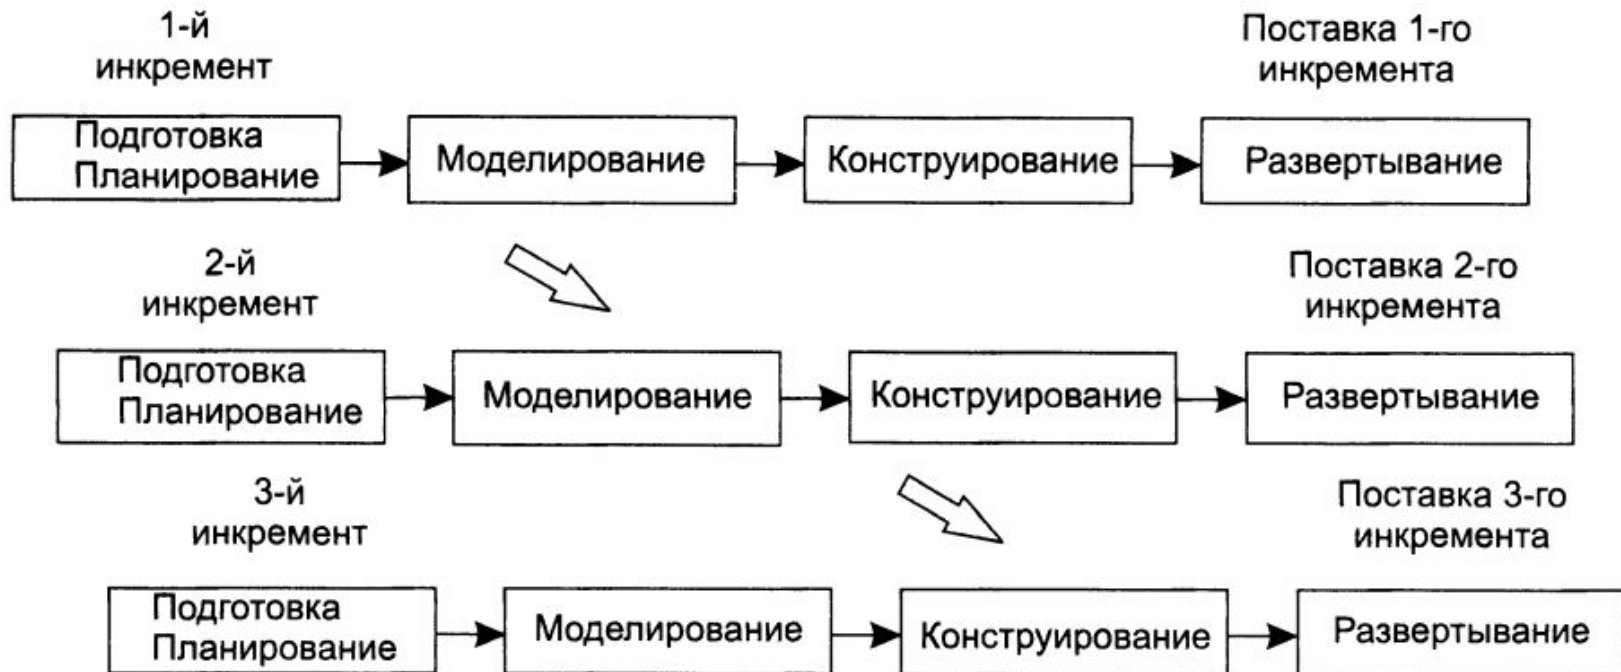 1-й
инкремент
Поставка 1-го
инкремента
Подготовка
Планирование
Моделирование
Конструирование
Развертывание
2-й
инкремент
Поставка 2-го
инкремента
Подготовка
Планирование
Моделирование
Конструирование
Развертывание
3-й
инкремент
Поставка 3-го
инкремента
Подготовка
Планирование
Моделирование
Конструирование
Развертывание